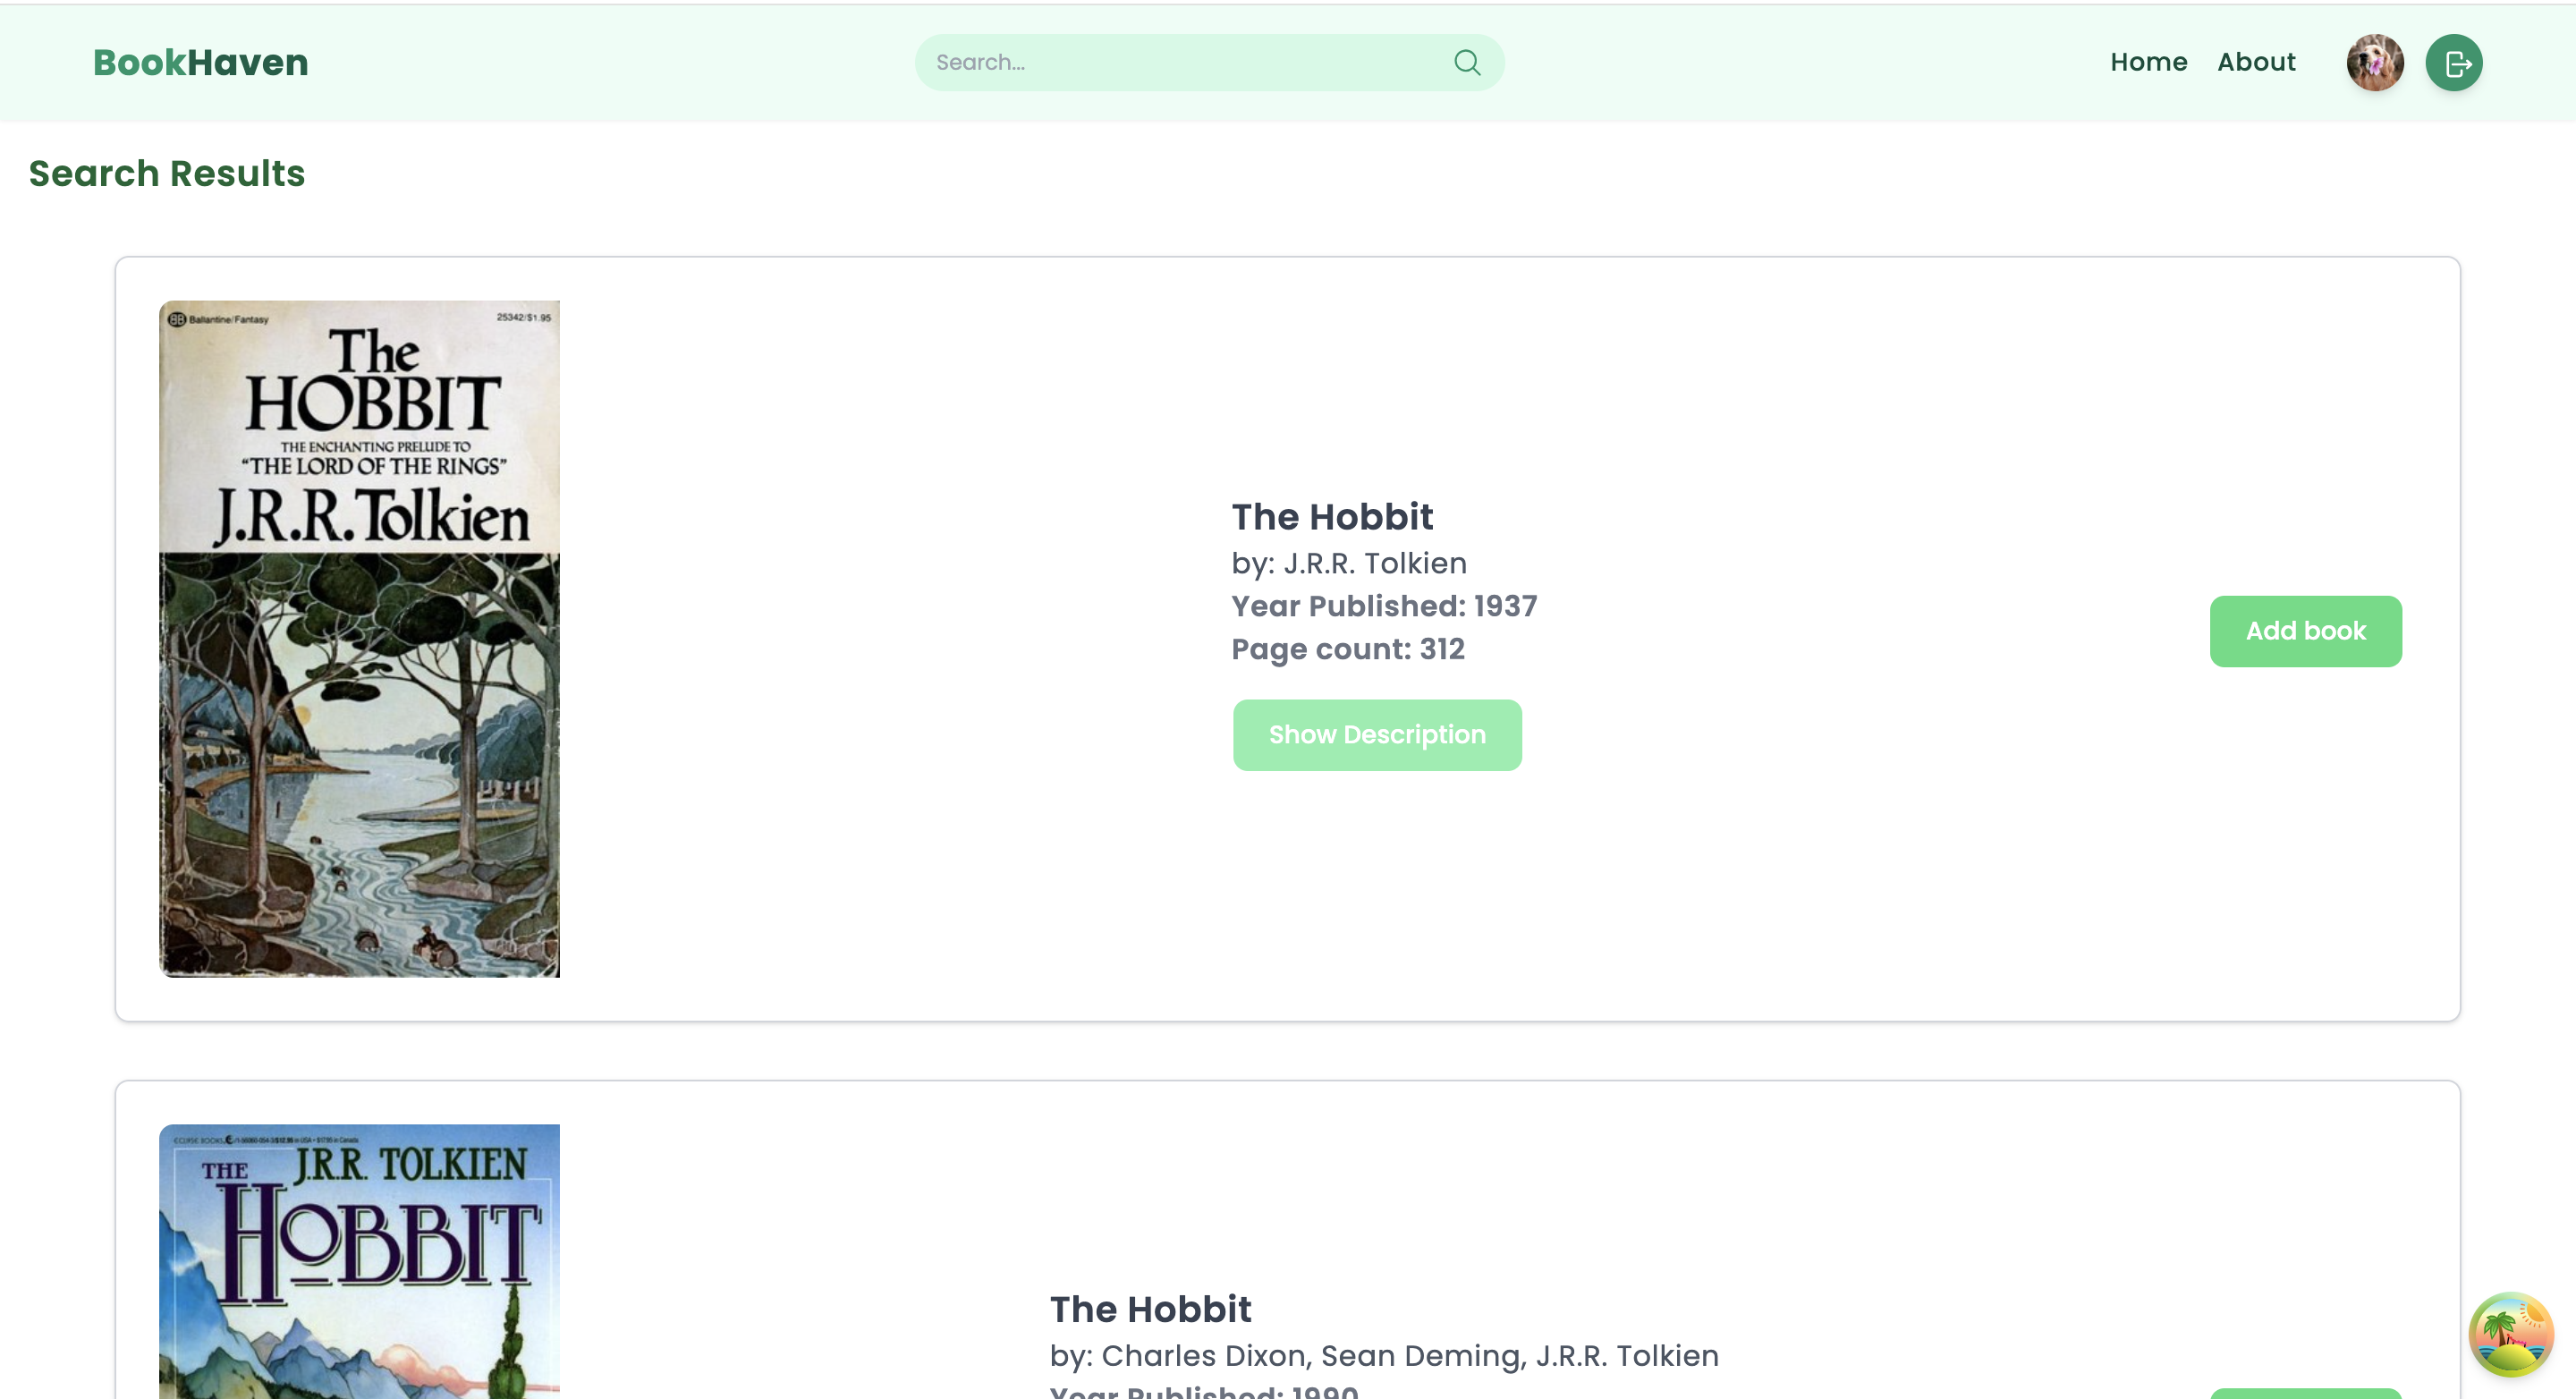 BookHaven
Search...
Home
About
Search Results
BB Ballantine/Fantasy
25342/$1.95
The
HOBBIT
THE ENCHANTING PRELUDE TO
"THE LORD OF THE RINGS"
J.R.R. Tolkien
The Hobbit
by: J.R.R. Tolkien
Year Published: 1937
Page count: 312
Show Description
Add book
J.R.R. TOLKIEN
THE
HOBBIT
The Hobbit
by: Charles Dixon, Sean Deming, J.R.R. Tolkien
Year Published: 1990